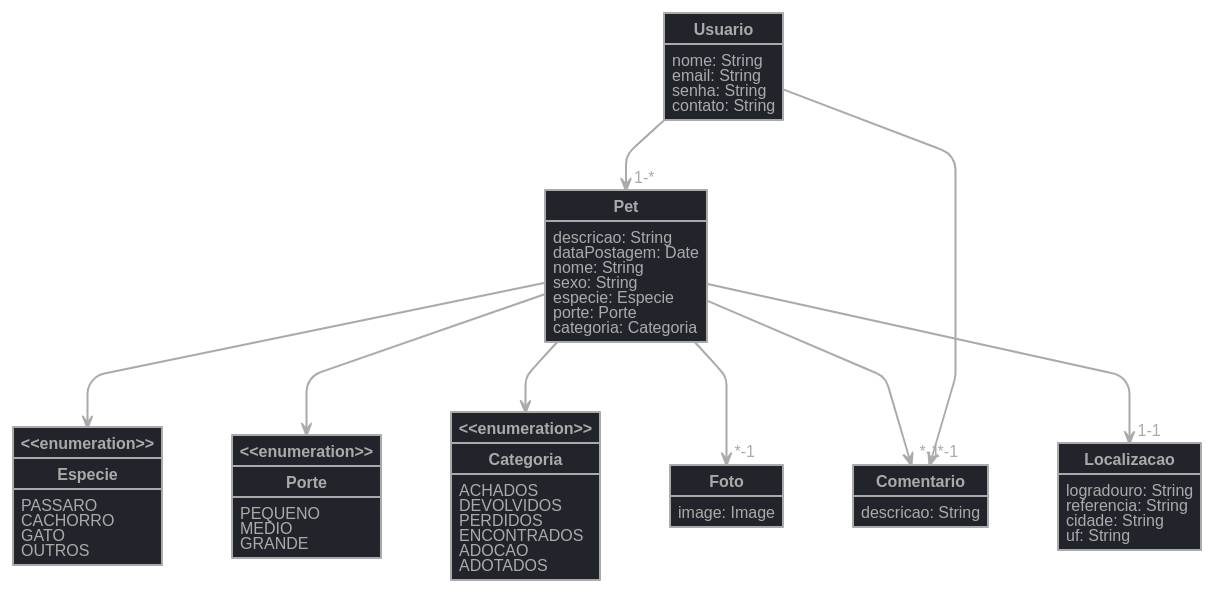 Usuario
nome: String
email: String
senha: String
contato: String
1-*
Pet
descricao: String
dataPostagem: Date
nome: String
sexo: String
especie: Especie
porte: Porte
categoria: Categoria
<<enumeration>>
Especie
PASSARO
CACHORRO
GATO
OUTROS
<<enumeration>>
Porte
PEQUENO
MEDIO
GRANDE
<<enumeration>>
Categoria
ACHADOS
DEVOLVIDOS
PERDIDOS
ENCONTRADOS
ADOCAO
ADOTADOS
*-1
Foto
image: Image
*-1
Comentario
descricao: String
1-1
Localizacao
logradouro: String
referencia: String
cidade: String
uf: String